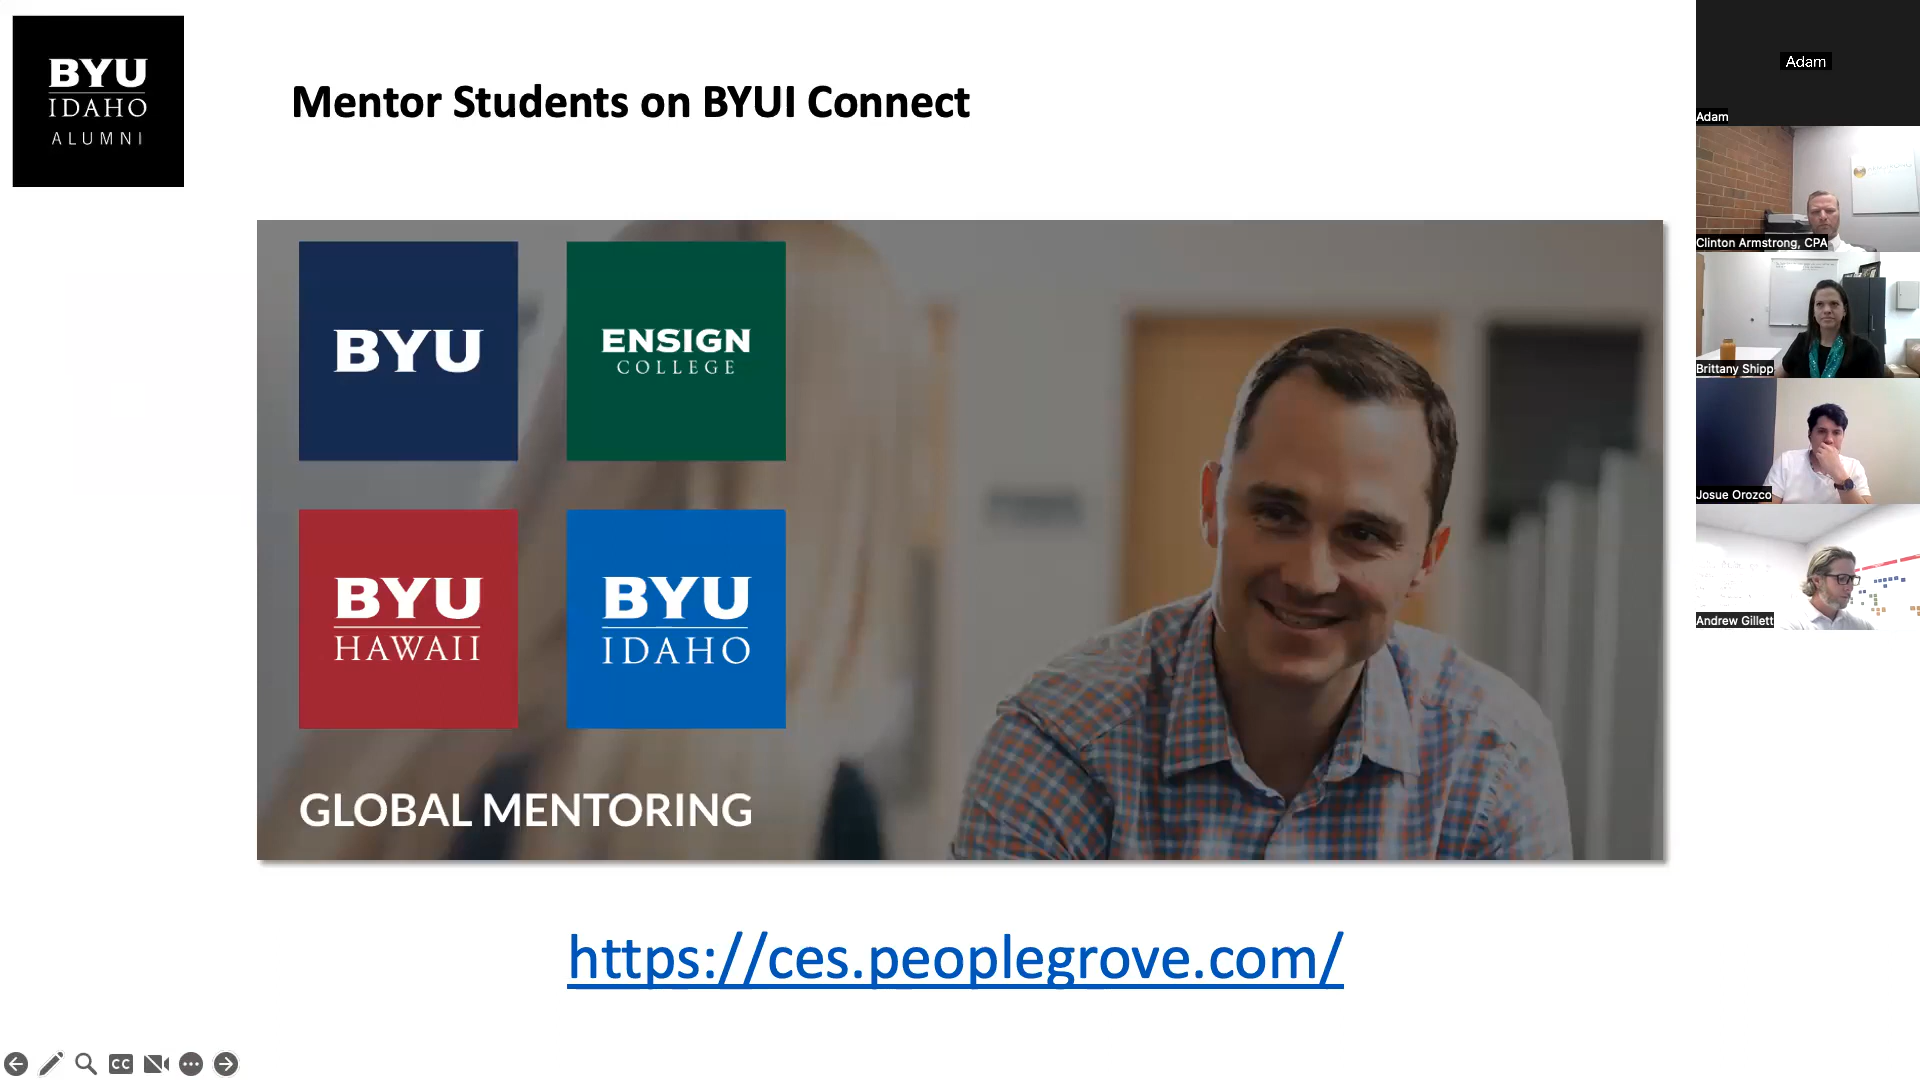 BYU
IDAHO
ALUMNI
Mentor Students on BYUI Connect
BYU
ENSIGN
COLLEGE
BYU
HAWAII
BYU
IDAHO
GLOBAL MENTORING
https://ces.peoplegrove.com/
Adam
Adam
Clinton Armstrong, CPA
Brittany Shipp
Josue Orozco
Andrew Gillett
CC